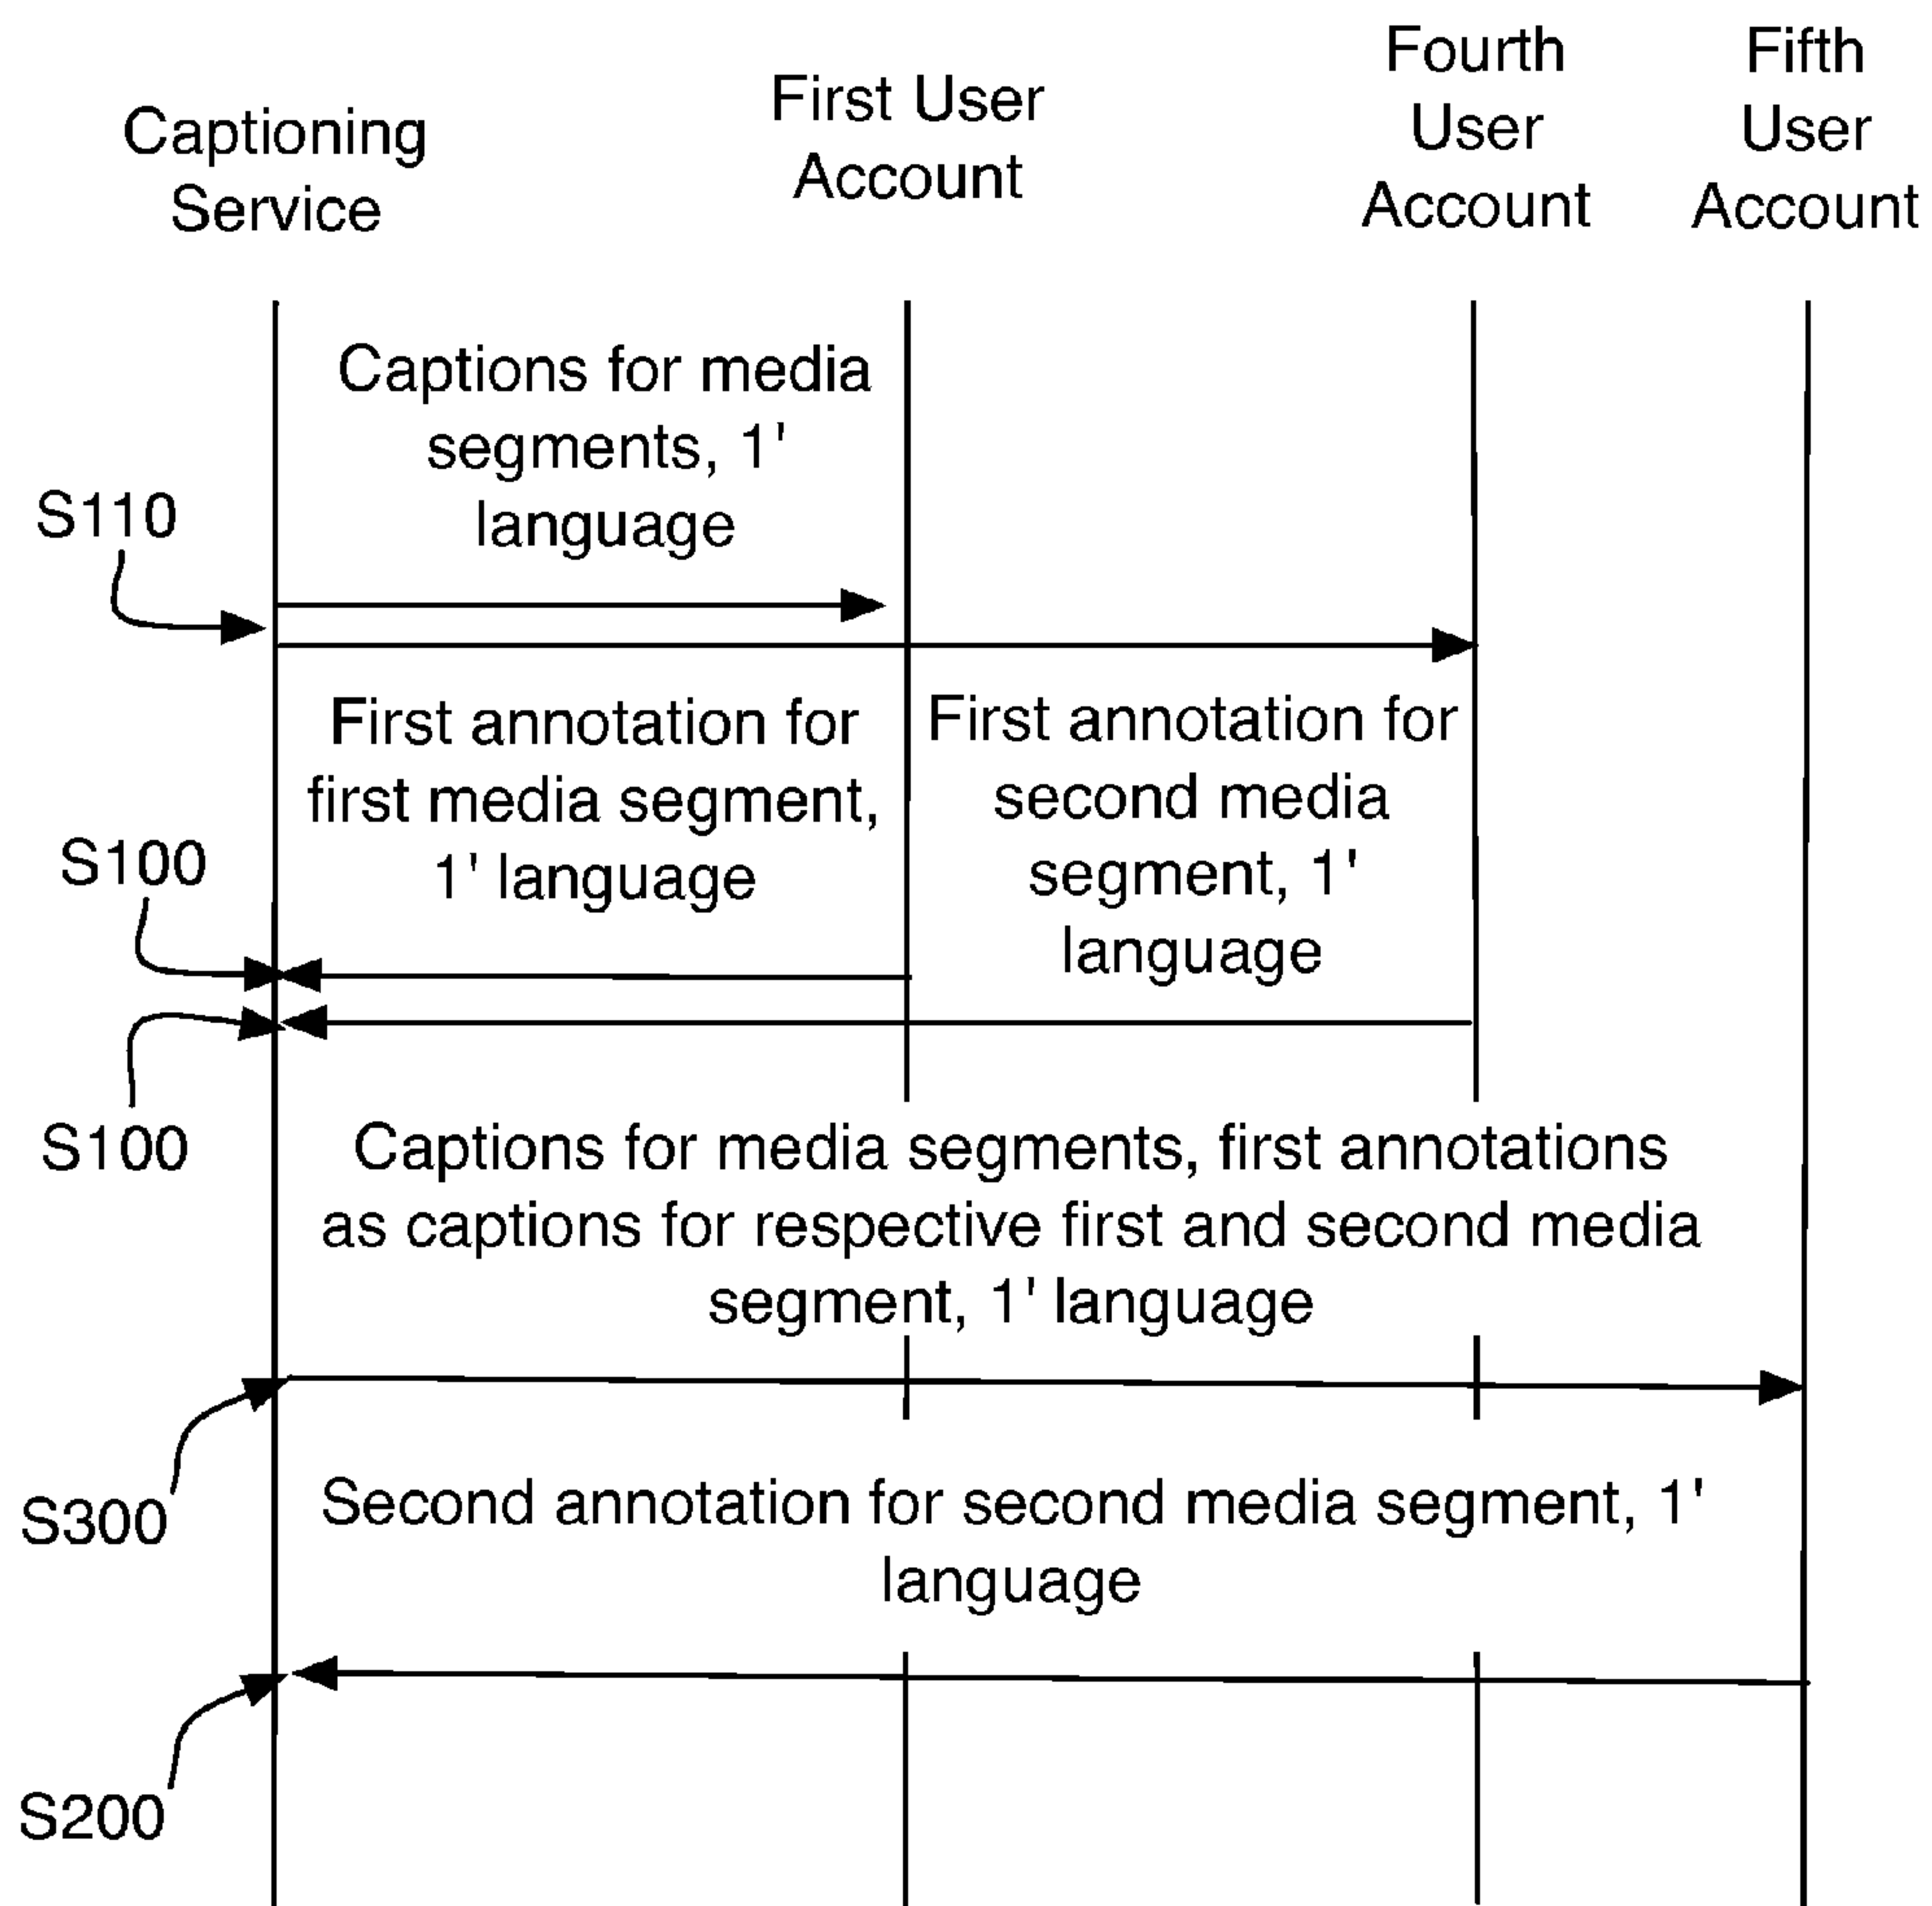 Captioning
Service
First User
Account
Fourth
User
Account
Fifth
User
Account
Captions for media
segments, 1'
language
S110
First annotation for
first media segment,
1' language
First annotation for
second media
segment, 1'
language
S100
S100
Captions for media segments, first annotations
as captions for respective first and second media
segment, 1' language
S300
Second annotation for second media segment, 1'
language
S200